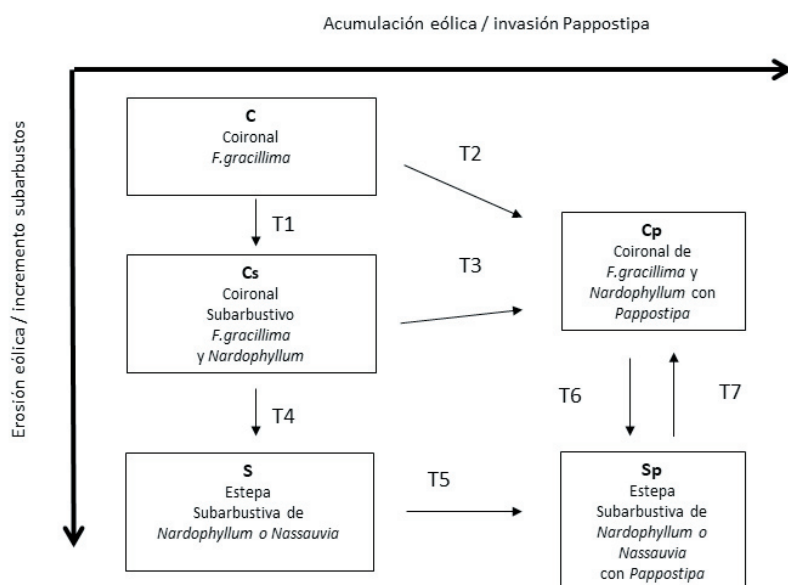 Acumulación eólica / invasión Pappostipa
Erosión eólica / incremento subarbustos
C
Coironal
F.gracillima
T2
T1
Cs
Coironal
Subarbustivo
F.gracillima
y Nardophyllum
T3
Cp
Coironal de
F.gracillima y
Nardophyllum con
Pappostipa
T4
T6
T7
S
Estepa
Subarbustiva de
Nardophyllum o Nassauvia
T5
Sp
Estepa
Subarbustiva de
Nardophyllum o
Nassauvia
con Pappostipa